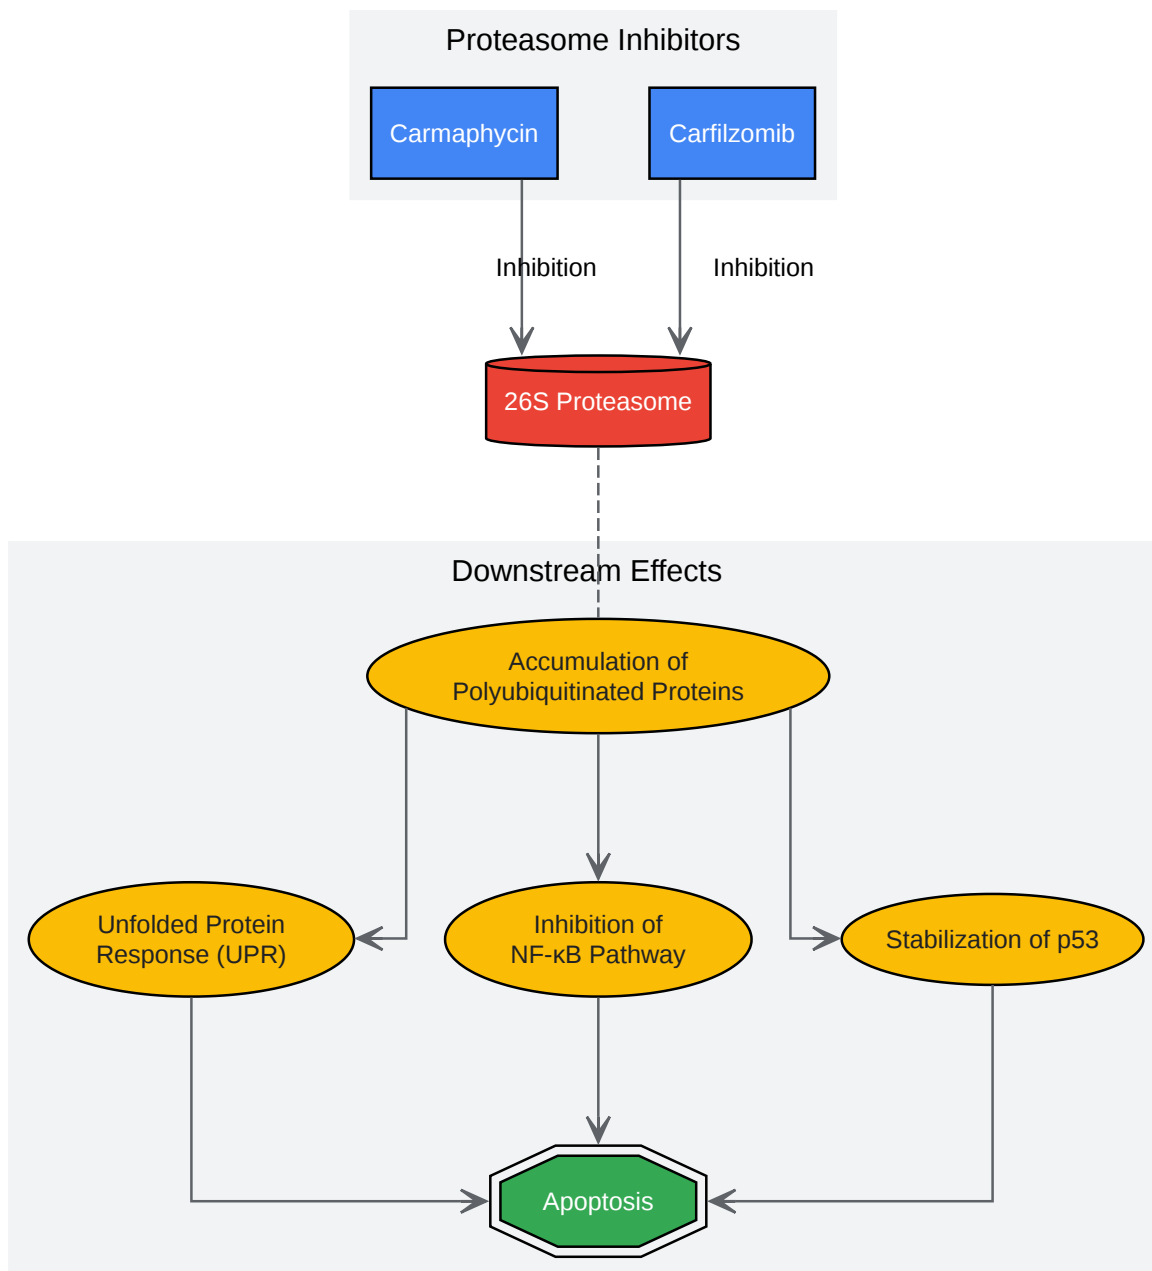 Proteasome Inhibitors
Carmaphycin
Carfilzomib
Inhibition
Inhibition
26S Proteasome
Downstream Effects
Accumulation of
Polyubiquitinated Proteins
Unfolded Protein
Response (UPR)
Inhibition of
NF-κB Pathway
Stabilization of p53
Apoptosis